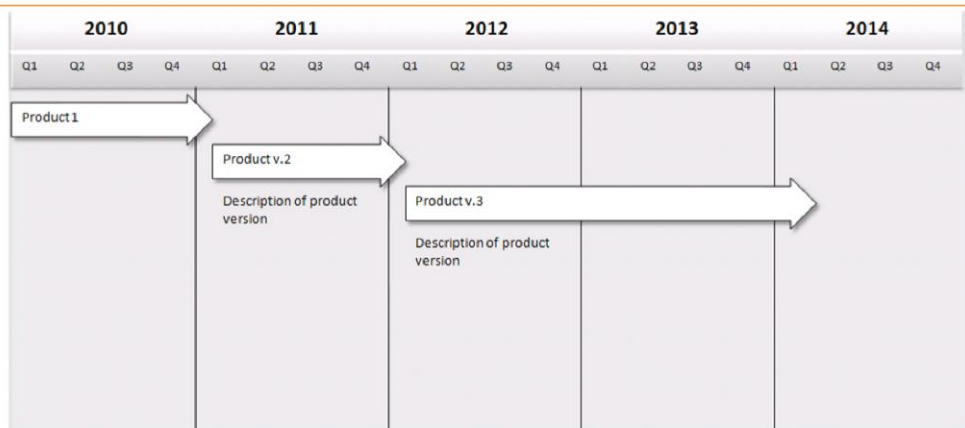 2010 2011 2012 2013 2014
Q1 Q2 Q3 Q4 Q1 Q2 Q3 Q4 Q1 Q2 Q3 Q4 Q1 Q2 Q3 Q4 Q1 Q2 Q3 Q4
Product 1
Product v.2
Description of product
version
Product v.3
Description of product
version